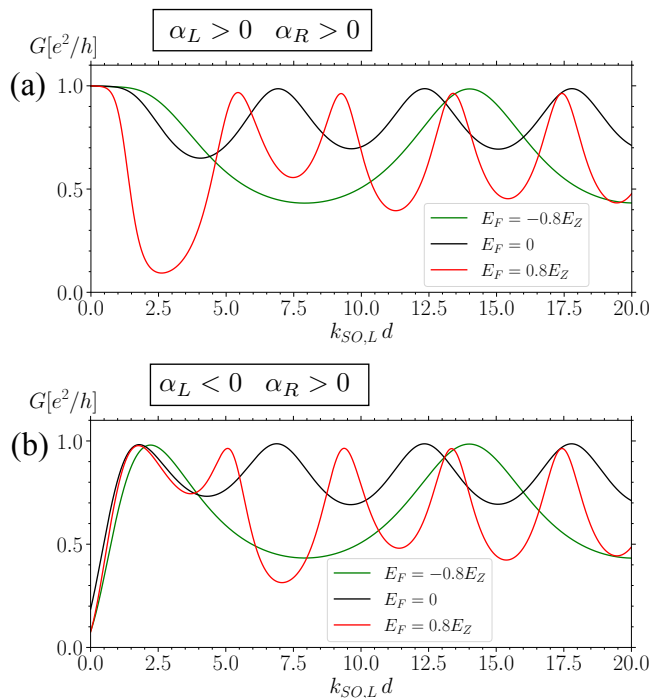 α_L > 0 α_R > 0
G[e²/h]
(a)
1.0
0.5
0.0
E_F = −0.8E_Z
E_F = 0
E_F = 0.8E_Z
0.0 2.5 5.0 7.5 10.0 12.5 15.0 17.5 20.0
k_{SO,L} d
α_L < 0 α_R > 0
G[e²/h]
(b)
1.0
0.5
0.0
E_F = −0.8E_Z
E_F = 0
E_F = 0.8E_Z
0.0 2.5 5.0 7.5 10.0 12.5 15.0 17.5 20.0
k_{SO,L} d